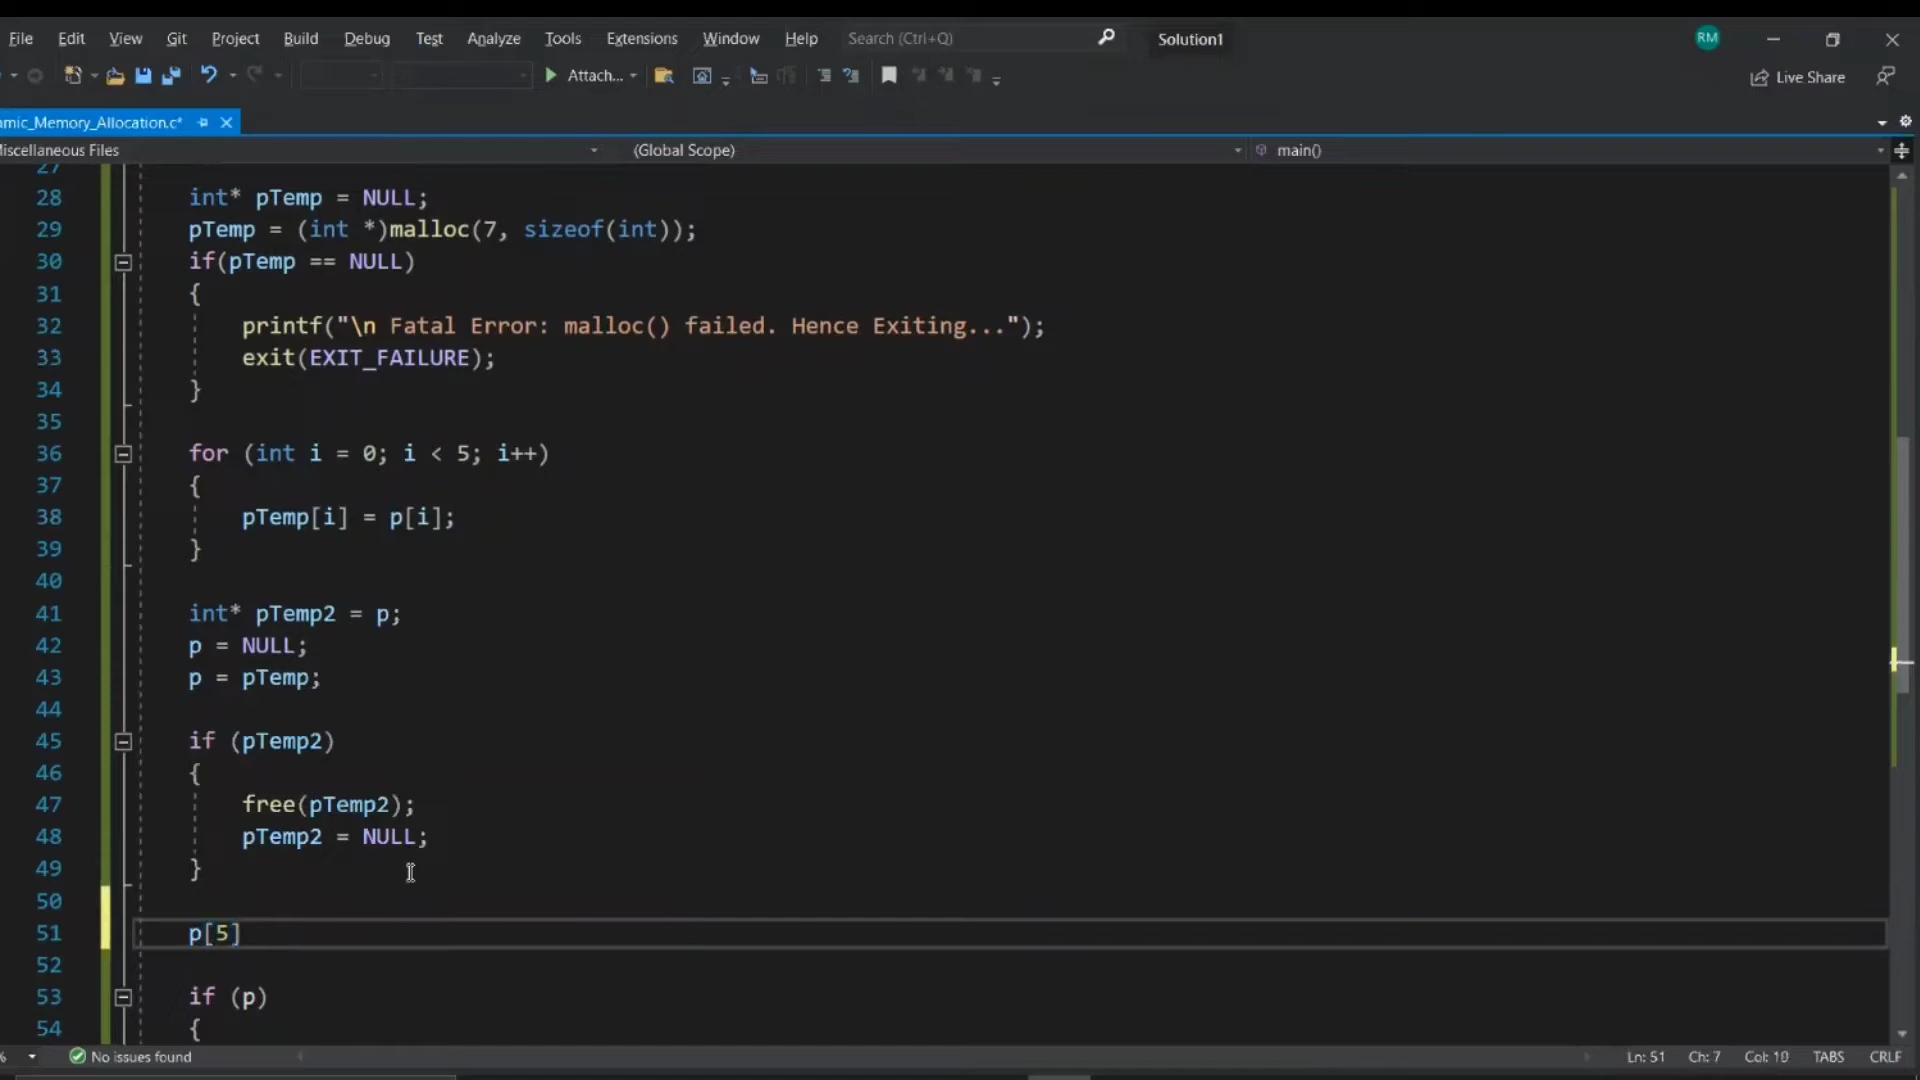 File Edit View Git Project Build Debug Test Analyze Tools Extensions Window Help Search (Ctrl+Q) Solution1 RM
Attach... Live Share
amic_Memory_Allocation.c*
Miscellaneous Files (Global Scope) main()
27
28 int* pTemp = NULL;
29 pTemp = (int *)malloc(7, sizeof(int));
30 if(pTemp == NULL)
31 {
32 printf("\n Fatal Error: malloc() failed. Hence Exiting...");
33 exit(EXIT_FAILURE);
34 }
35
36 for (int i = 0; i < 5; i++)
37 {
38 pTemp[i] = p[i];
39 }
40
41 int* pTemp2 = p;
42 p = NULL;
43 p = pTemp;
44
45 if (pTemp2)
46 {
47 free(pTemp2);
48 pTemp2 = NULL;
49 }
50
51 p[5]
52
53 if (p)
54 {
% No issues found Ln: 51 Ch: 7 Col: 10 TABS CRLF